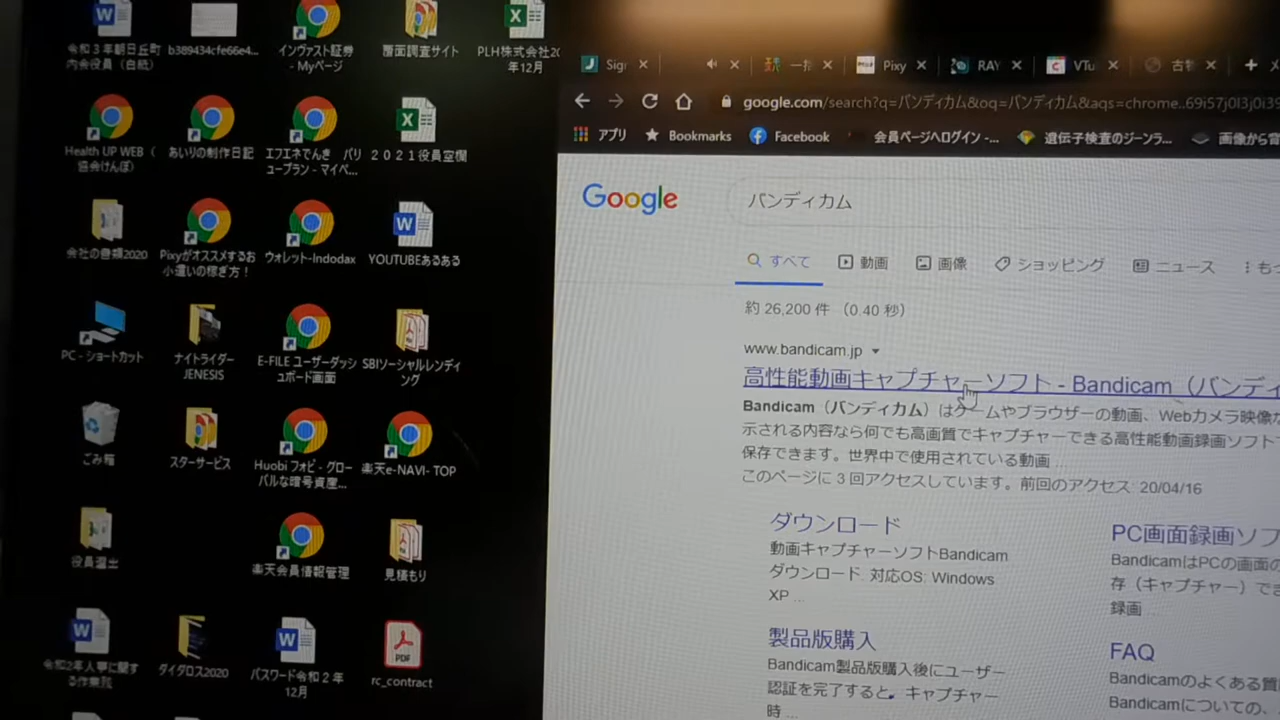 令和３年朝日丘町内会役員（白紙）
b389434cfe66e4...
インヴァスト証券 - Myページ
覆面調査サイト
PLH株式会社20
年12月
Health UP WEB（協会けんぽ）
あいりの制作日記
エフエネでんき バリュープラン - マイペ...
２０２１役員空欄
会社の書類2020
Pixyがオススメするお小遣いの稼ぎ方！
ウォレット-Indodax
YOUTUBEあるある
PC - ショートカット
ナイトライダー JENESIS
E-FILE ユーザーダッシュボード画面
SBIソーシャルレンディング
ごみ箱
スターサービス
Huobi フォビ - グローバルな暗号資産...
楽天e-NAVI- TOP
役員選出
楽天会員情報管理
見積もり
令和2年人事に関する作業
ダイダロス2020
パスワード令和２年12月
rc_contract
Sign
Pixy
RAY
VTu
古物
google.com/search?q=バンディカム&oq=バンディカム&aqs=chrome..69i57j0l3j0i39
アプリ
Bookmarks
Facebook
会員ページへログイン -...
遺伝子検査のジーンラ...
画像から背
Google
バンディカム
すべて
動画
画像
ショッピング
ニュース
もっ
約 26,200 件 （0.40 秒）
www.bandicam.jp
高性能動画キャプチャーソフト - Bandicam（バンディ
Bandicam（バンディカム）はゲームやブラウザーの動画、Webカメラ映像な
示される内容なら何でも高画質でキャプチャーできる高性能動画録画ソフト
保存できます。世界中で使用されている動画 ...
このページに 3 回アクセスしています。前回のアクセス: 20/04/16
ダウンロード
動画キャプチャーソフトBandicam
ダウンロード. 対応OS: Windows
XP ...
PC画面録画ソフ
BandicamはPCの画面の
存（キャプチャー）でき
録画 ...
製品版購入
Bandicam製品版購入後にユーザー
認証を完了すると、キャプチャー
時 ...
FAQ
Bandicamのよくある質
Bandicamについての、